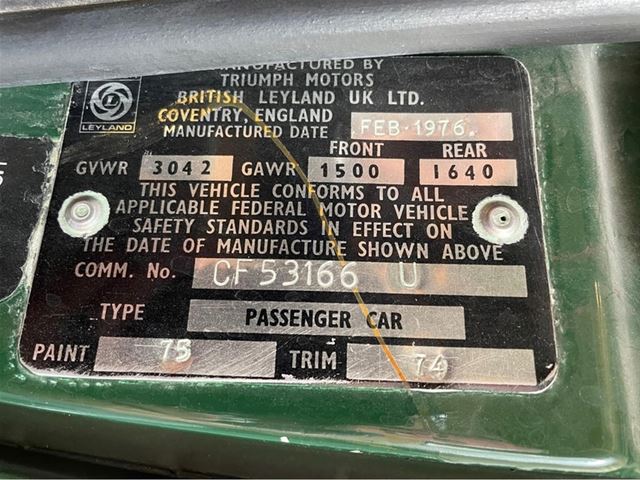 MANUFACTURED BY
TRIUMPH MOTORS
BRITISH LEYLAND UK LTD.
COVENTRY, ENGLAND
MANUFACTURED DATE FEB-1976.
LEYLAND
FRONT REAR
GVWR 3042 GAWR 1500 1640
THIS VEHICLE CONFORMS TO ALL
APPLICABLE FEDERAL MOTOR VEHICLE
SAFETY STANDARDS IN EFFECT ON
THE DATE OF MANUFACTURE SHOWN ABOVE
COMM. No. CF53166 U
TYPE PASSENGER CAR
PAINT 75 TRIM 74